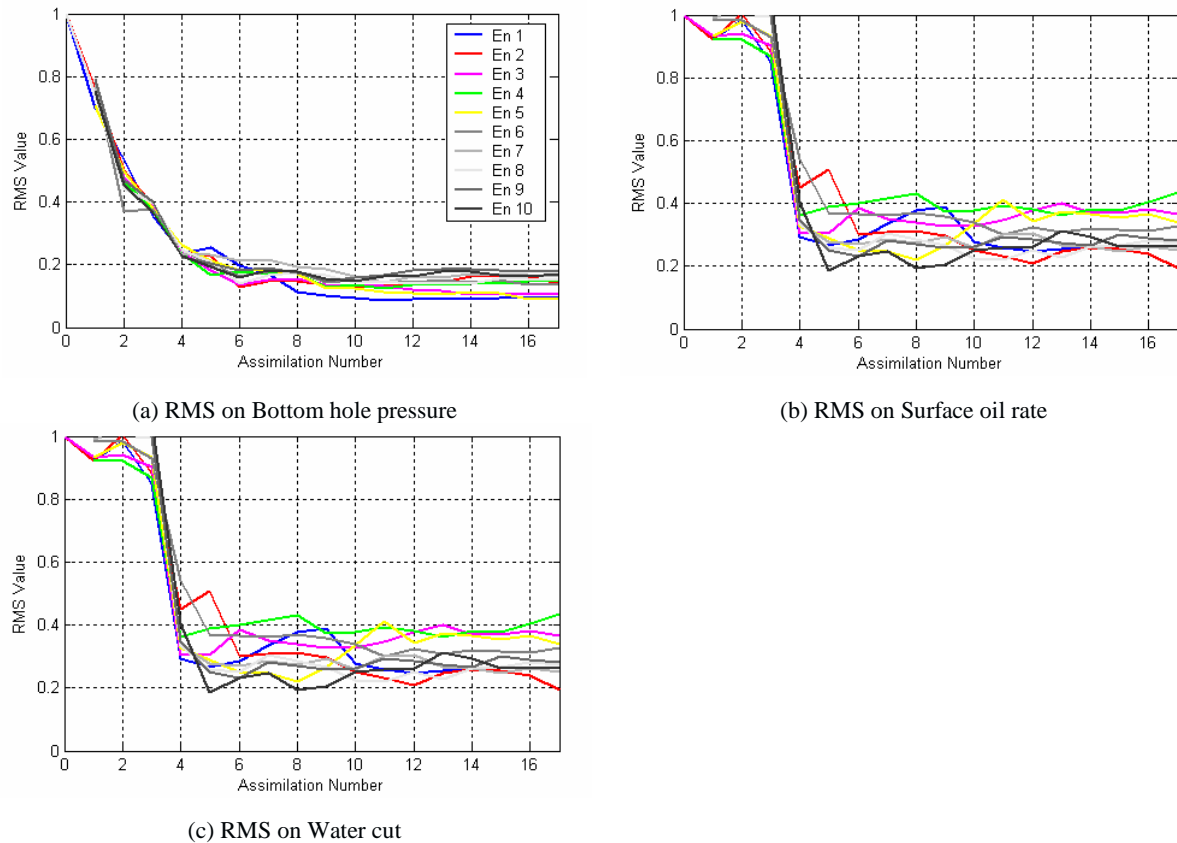 1
0.8
0.6
0.4
0.2
0
RMS Value
0 2 4 6 8 10 12 14 16
Assimilation Number
En 1
En 2
En 3
En 4
En 5
En 6
En 7
En 8
En 9
En 10
(a) RMS on Bottom hole pressure
1
0.8
0.6
0.4
0.2
0
RMS Value
0 2 4 6 8 10 12 14 16
Assimilation Number
(b) RMS on Surface oil rate
1
0.8
0.6
0.4
0.2
0
RMS Value
0 2 4 6 8 10 12 14 16
Assimilation Number
(c) RMS on Water cut